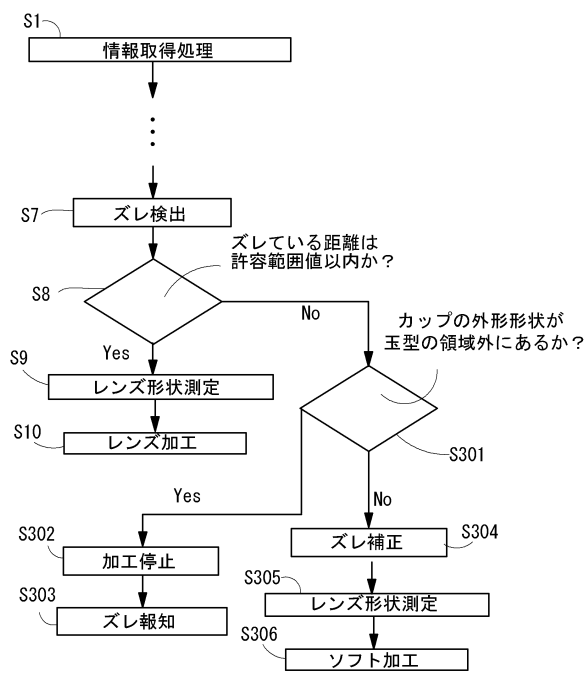 S1
情報取得処理
S7
ズレ検出
ズレている距離は
許容範囲値以内か？
S8
No
カップの外形形状が
玉型の領域外にあるか？
Yes
S9
レンズ形状測定
S10
レンズ加工
S301
Yes
No
S302
加工停止
S304
ズレ補正
S303
ズレ報知
S305
レンズ形状測定
S306
ソフト加工